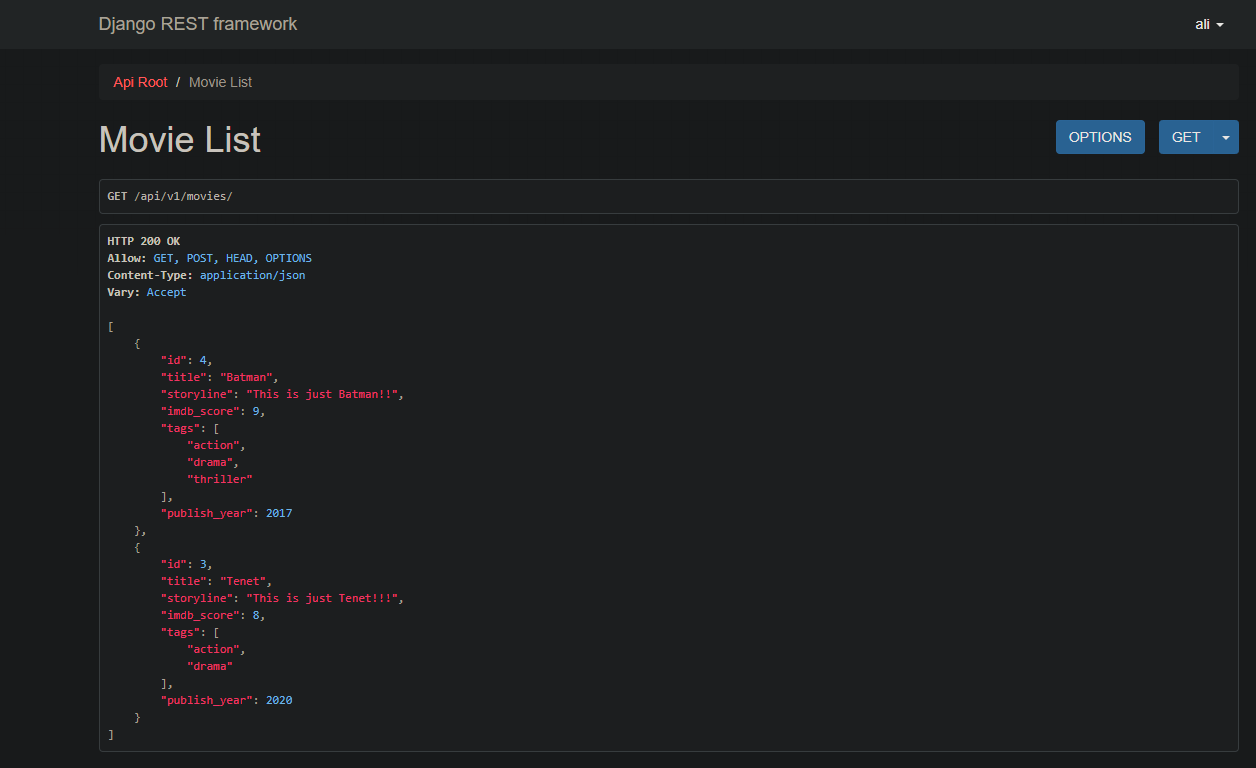 Django REST framework
ali
Api Root / Movie List
Movie List
OPTIONS
GET
GET /api/v1/movies/
HTTP 200 OK
Allow: GET, POST, HEAD, OPTIONS
Content-Type: application/json
Vary: Accept
[
    {
        "id": 4,
        "title": "Batman",
        "storyline": "This is just Batman!!",
        "imdb_score": 9,
        "tags": [
            "action",
            "drama",
            "thriller"
        ],
        "publish_year": 2017
    },
    {
        "id": 3,
        "title": "Tenet",
        "storyline": "This is just Tenet!!!",
        "imdb_score": 8,
        "tags": [
            "action",
            "drama"
        ],
        "publish_year": 2020
    }
]